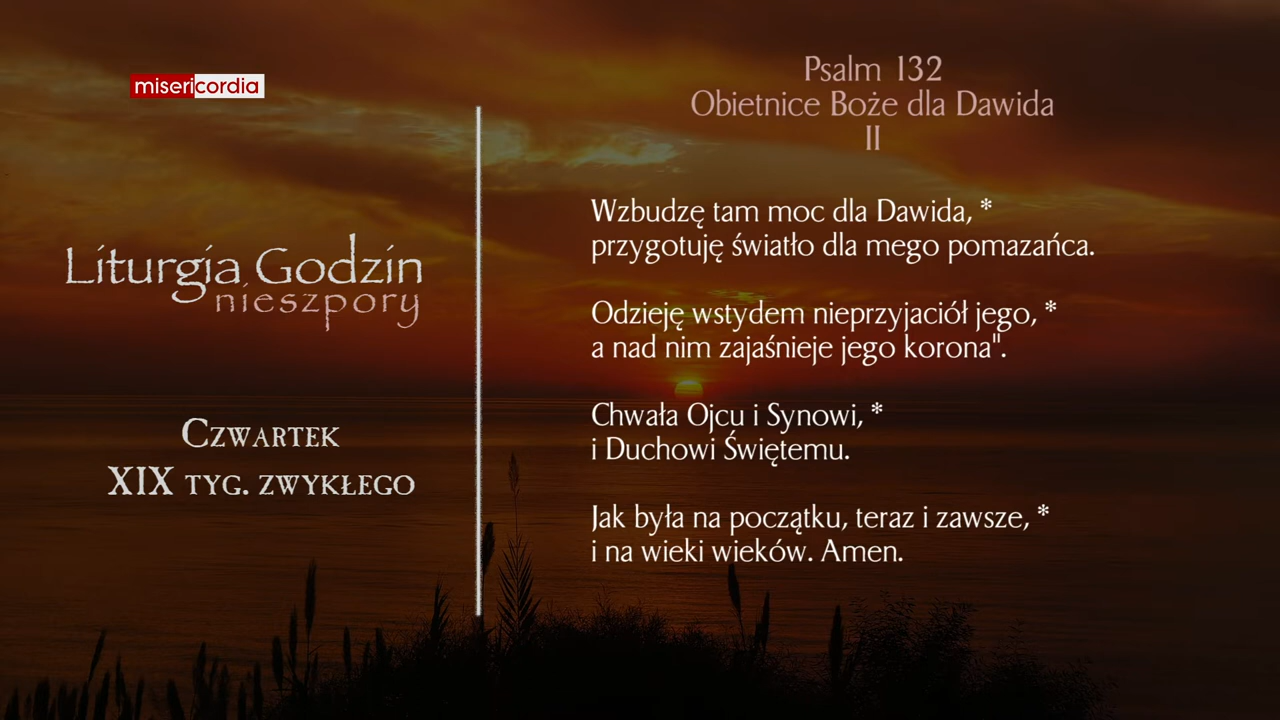 misericordia
Liturgia Godzin
nieszpory
Czwartek
XIX tyg. zwykłego
Psalm 132
Obietnice Boże dla Dawida
II
Wzbudzę tam moc dla Dawida, *
przygotuję światło dla mego pomazańca.
Odzieję wstydem nieprzyjaciół jego, *
a nad nim zajaśnieje jego korona".
Chwała Ojcu i Synowi, *
i Duchowi Świętemu.
Jak była na początku, teraz i zawsze, *
i na wieki wieków. Amen.